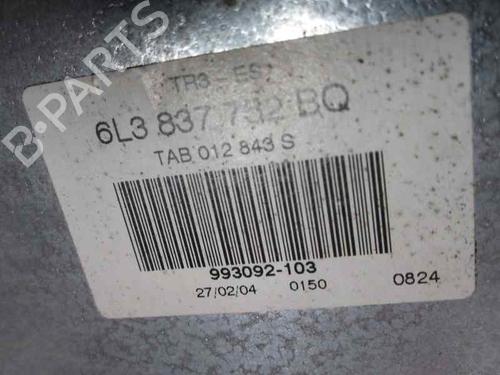 B-PARTS
TR3 - ES
6L3 837 732 BQ
TAB 012 843 S
993092-103
27/02/04 0150 0824